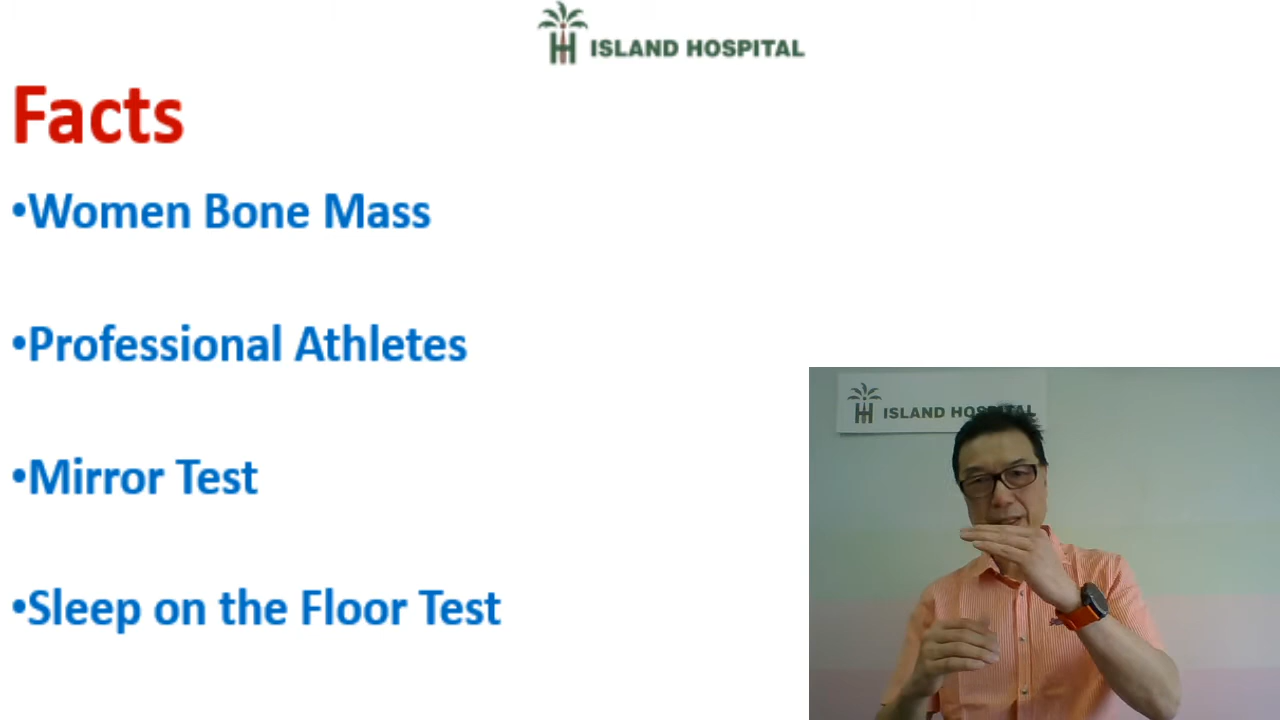 ISLAND HOSPITAL
Facts
•Women Bone Mass
•Professional Athletes
•Mirror Test
•Sleep on the Floor Test
ISLAND HOSPITAL